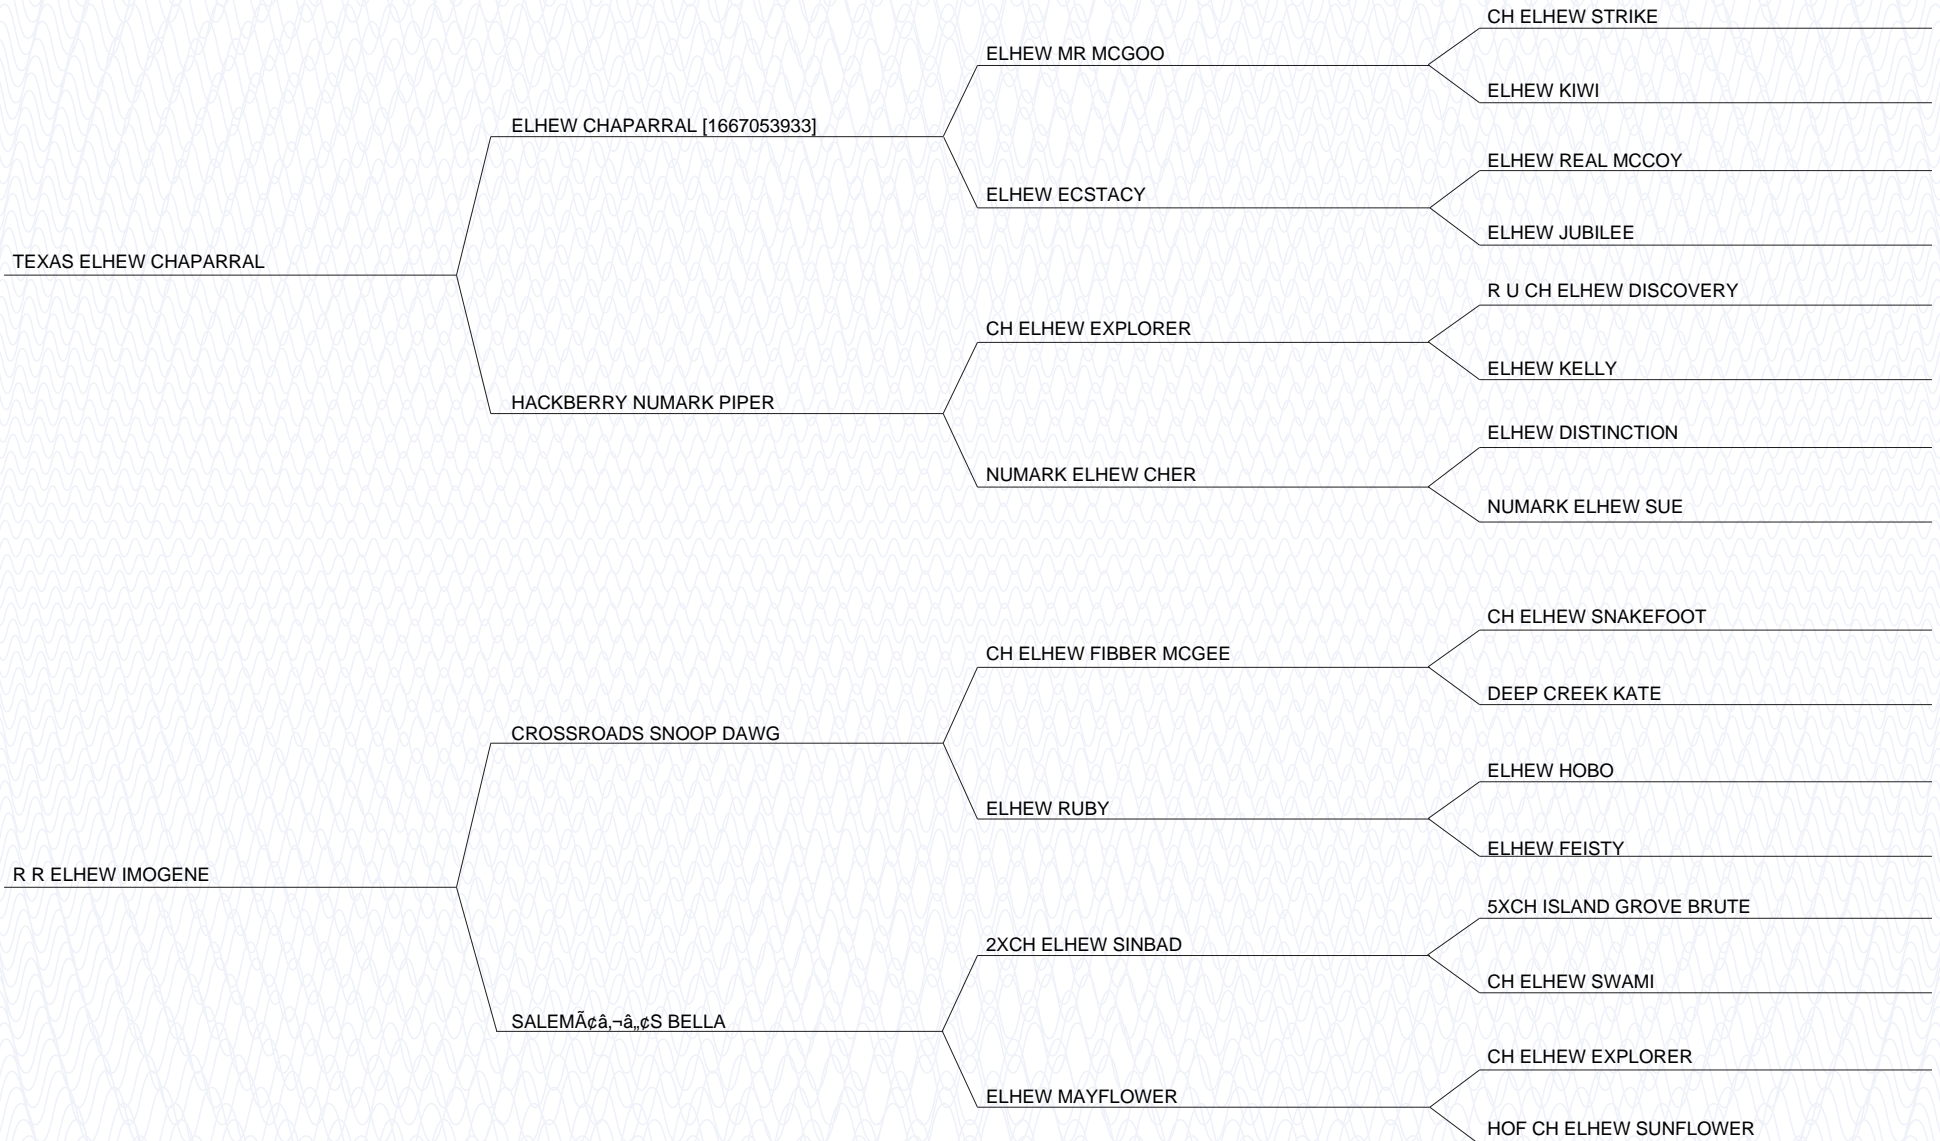 CH ELHEW STRIKE
ELHEW MR MCGOO
ELHEW KIWI
ELHEW CHAPARRAL [1667053933]
ELHEW REAL MCCOY
ELHEW ECSTACY
ELHEW JUBILEE
TEXAS ELHEW CHAPARRAL
R U CH ELHEW DISCOVERY
CH ELHEW EXPLORER
ELHEW KELLY
HACKBERRY NUMARK PIPER
ELHEW DISTINCTION
NUMARK ELHEW CHER
NUMARK ELHEW SUE
CH ELHEW SNAKEFOOT
CH ELHEW FIBBER MCGEE
DEEP CREEK KATE
CROSSROADS SNOOP DAWG
ELHEW HOBO
ELHEW RUBY
ELHEW FEISTY
R R ELHEW IMOGENE
5XCH ISLAND GROVE BRUTE
2XCH ELHEW SINBAD
CH ELHEW SWAMI
SALEMÃ¢â‚¬â„¢S BELLA
CH ELHEW EXPLORER
ELHEW MAYFLOWER
HOF CH ELHEW SUNFLOWER